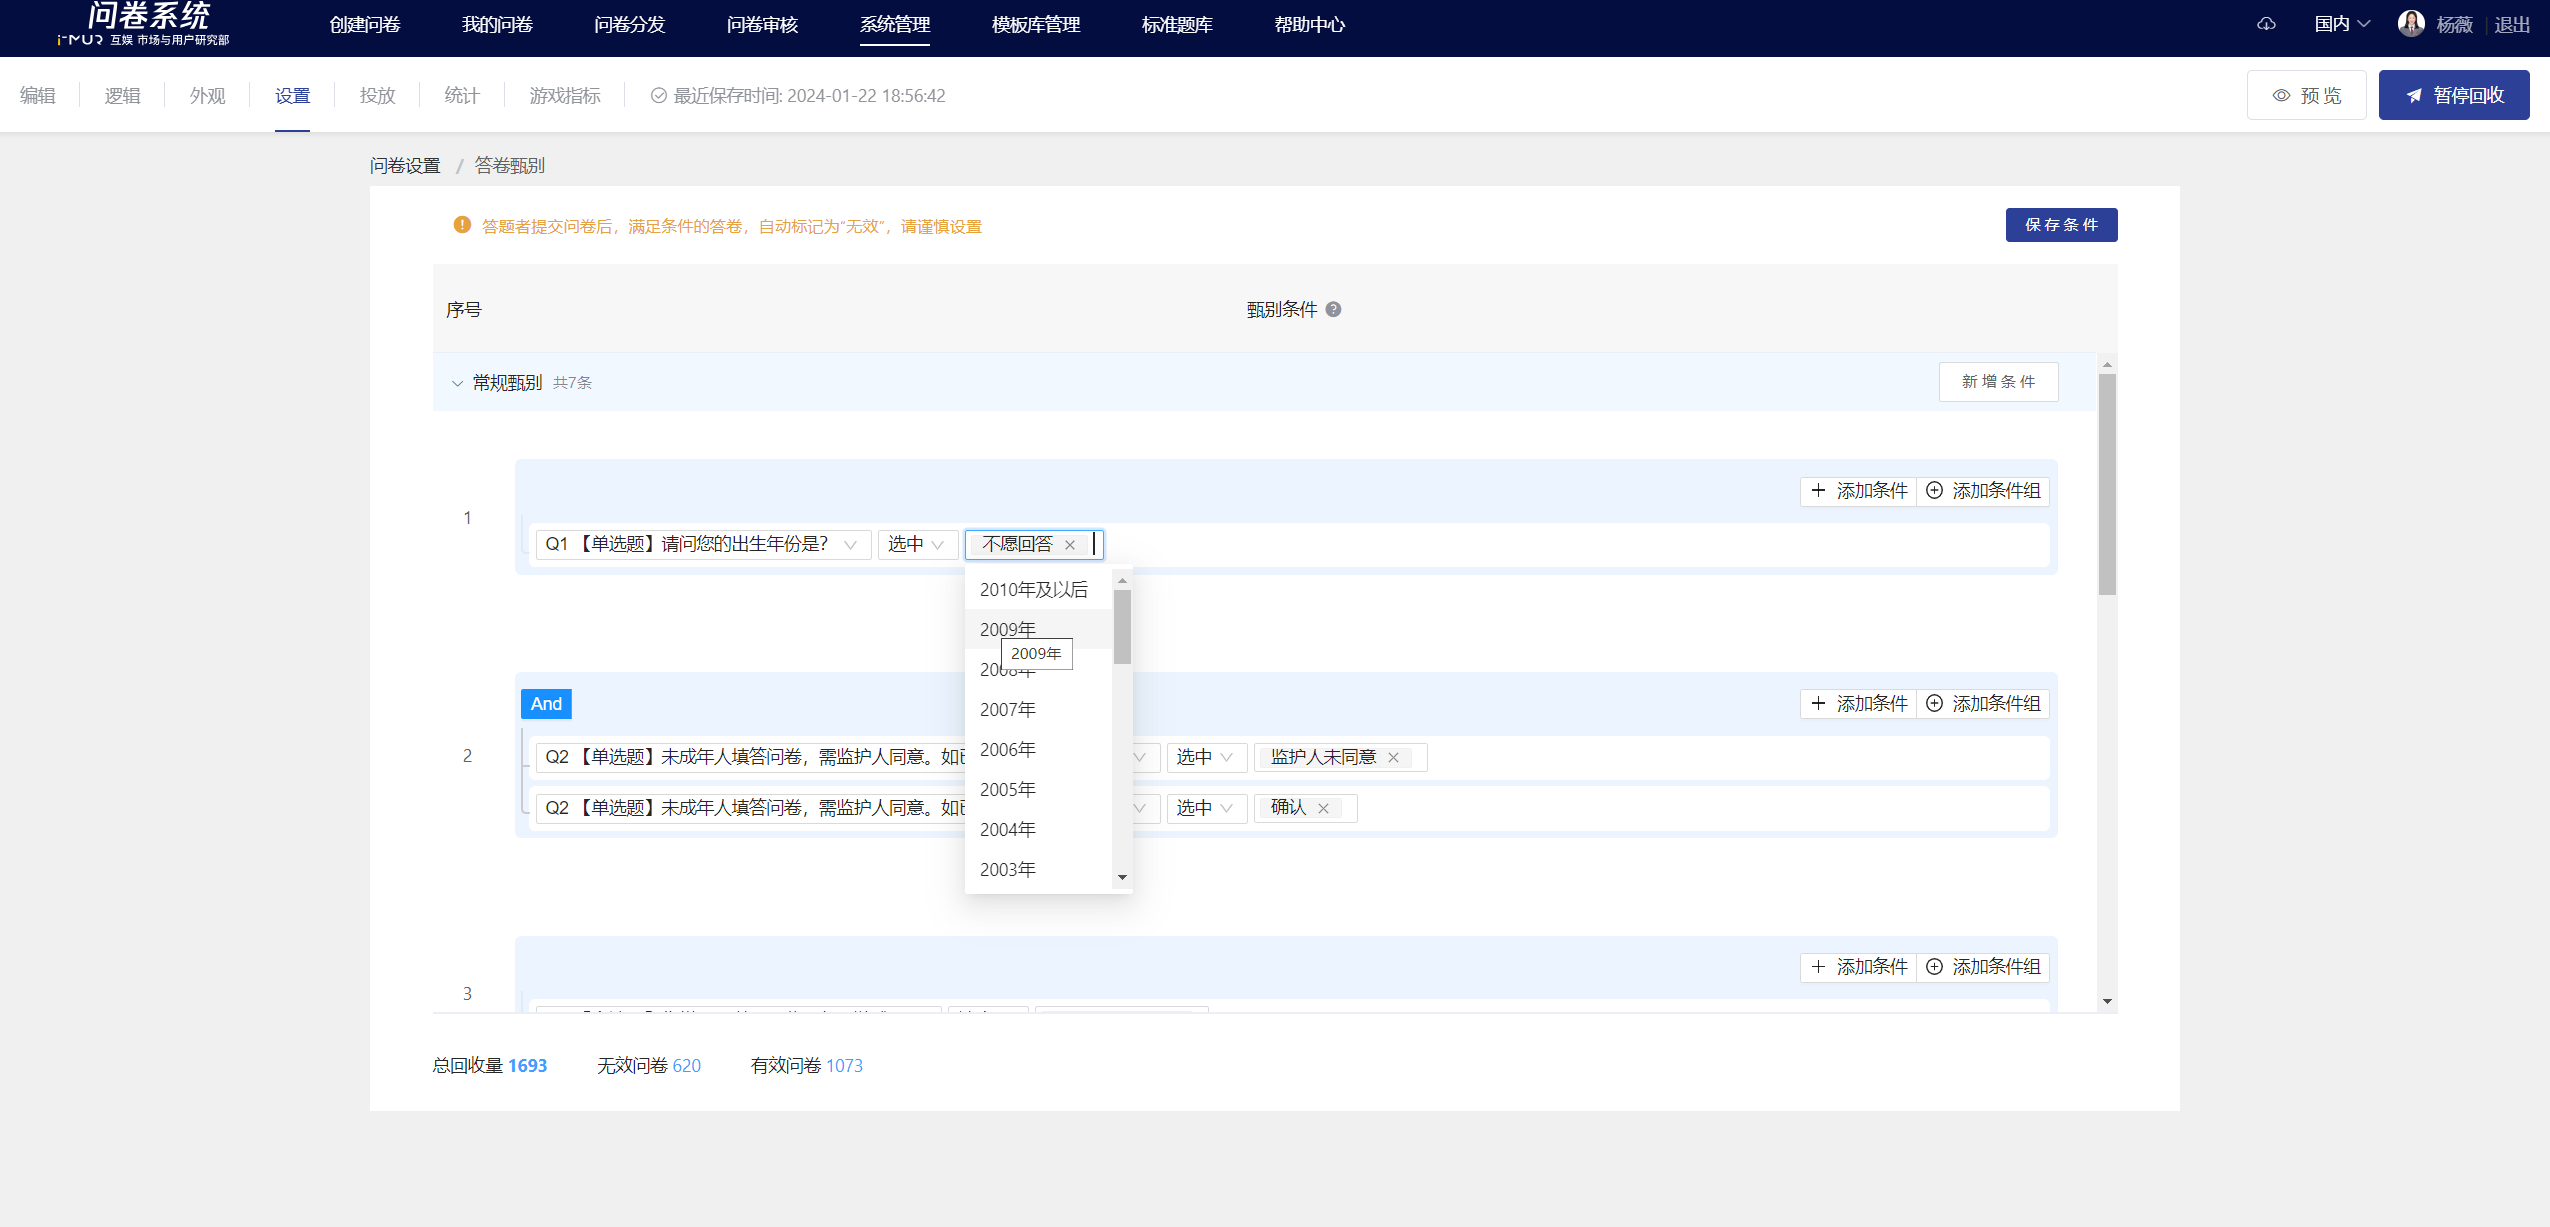 问卷系统
i-MUR 互娱 市场与用户研究部
创建问卷 我的问卷 问卷分发 问卷审核 系统管理 模板库管理 标准题库 帮助中心 国内 杨薇 退出
编辑 逻辑 外观 设置 投放 统计 游戏指标 最近保存时间: 2024-01-22 18:56:42 预览 暂停回收
问卷设置 / 答卷甄别
答题者提交问卷后，满足条件的答卷，自动标记为“无效”，请谨慎设置 保存条件
序号 甄别条件
常规甄别 共7条 新增条件
添加条件 添加条件组
1
Q1 【单选题】请问您的出生年份是？ 选中 不愿回答
2010年及以后
2009年
2009年
2008年
2007年
2006年
2005年
2004年
2003年
And 添加条件 添加条件组
2
Q2 【单选题】未成年人填答问卷，需监护人同意。如 选中 监护人未同意
Q2 【单选题】未成年人填答问卷，需监护人同意。如 选中 确认
添加条件 添加条件组
3
总回收量 1693 无效问卷 620 有效问卷 1073